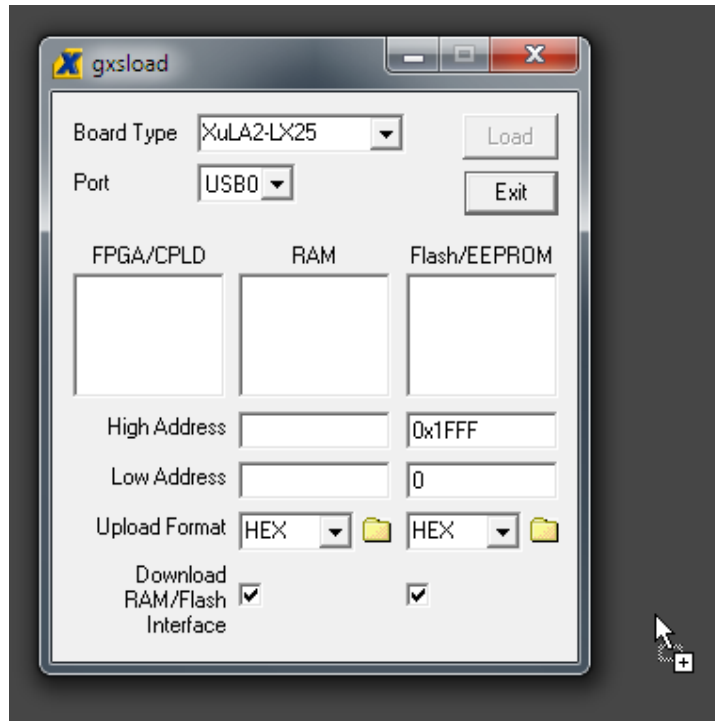 gxsload
Board Type XuLA2-LX25 Load
Port USB0 Exit
FPGA/CPLD RAM Flash/EEPROM
High Address 0x1FFF
Low Address 0
Upload Format HEX HEX
Download
RAM/Flash
Interface